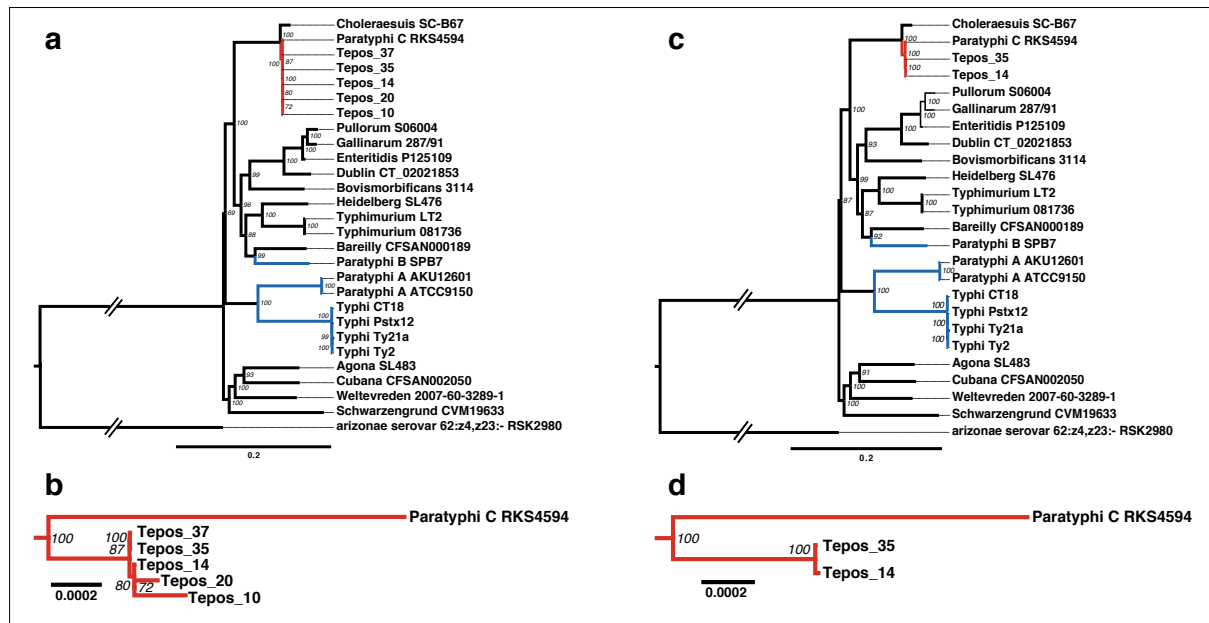 a
Choleraesuis SC-B67
100
Paratyphi C RKS4594
Tepos_37
100
87
Tepos_35
100
Tepos_14
80
Tepos_20
72
Tepos_10
100
Pullorum S06004
100
Gallinarum 287/91
100
Enteritidis P125109
100
Dublin CT_02021853
99
Bovismorbificans 3114
96
Heidelberg SL476
69
100
Typhimurium LT2
100
88
Typhimurium 081736
Bareilly CFSAN000189
99
Paratyphi B SPB7
Paratyphi A AKU12601
100
Paratyphi A ATCC9150
100
Typhi CT18
100
Typhi Pstx12
99
Typhi Ty21a
100
Typhi Ty2
Agona SL483
93
Cubana CFSAN002050
100
Weltevreden 2007-60-3289-1
100
Schwarzengrund CVM19633
arizonae serovar 62:z4,z23:- RSK2980
0.2
b
Paratyphi C RKS4594
100
100
Tepos_37
87
Tepos_35
Tepos_14
80
72
Tepos_20
Tepos_10
0.0002
c
Choleraesuis SC-B67
100
Paratyphi C RKS4594
100
Tepos_35
100
Tepos_14
Pullorum S06004
100
100
Gallinarum 287/91
100
Enteritidis P125109
100
Dublin CT_02021853
93
Bovismorbificans 3114
99
Heidelberg SL476
87
100
Typhimurium LT2
100
87
Typhimurium 081736
Bareilly CFSAN000189
92
Paratyphi B SPB7
Paratyphi A AKU12601
100
Paratyphi A ATCC9150
100
Typhi CT18
100
Typhi Pstx12
100
Typhi Ty21a
100
Typhi Ty2
Agona SL483
91
Cubana CFSAN002050
100
Weltevreden 2007-60-3289-1
100
Schwarzengrund CVM19633
arizonae serovar 62:z4,z23:- RSK2980
0.2
d
Paratyphi C RKS4594
100
100
Tepos_35
Tepos_14
0.0002